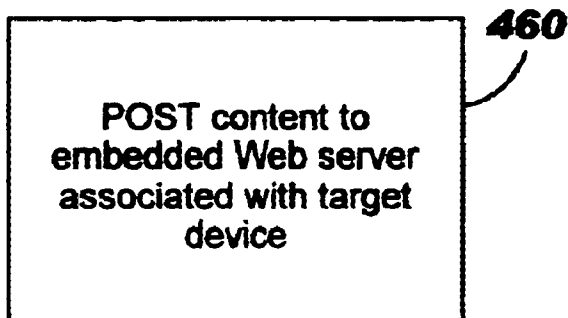 460
POST content to
embedded Web server
associated with target
device